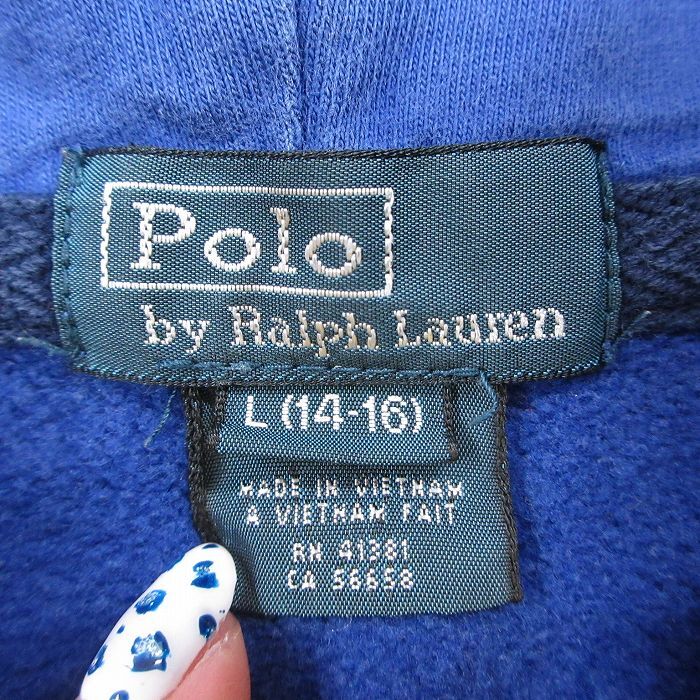 Polo
by Ralph Lauren
L (14-16)
MADE IN VIETNAM
A VIETNAM FAIT
RN 41381
CA 56658